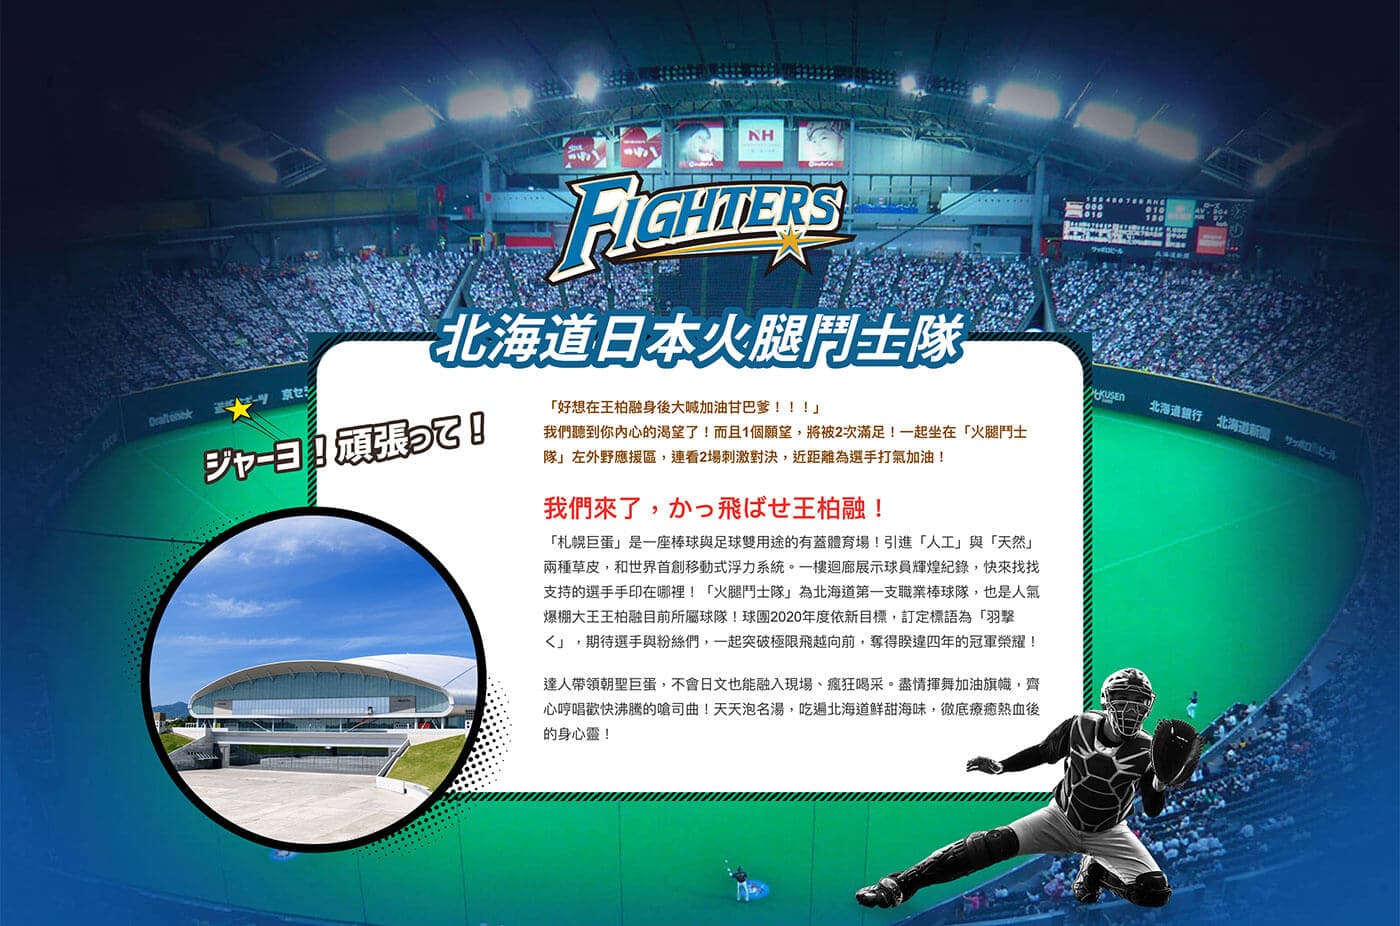 NH
FIGHTERS
北海道日本火腿鬥士隊
ジャーヨ！頑張って！
「好想在王柏融身後大喊加油甘巴爹！！！」
我們聽到你內心的渴望了！而且1個願望，將被2次滿足！一起坐在「火腿鬥士
隊」左外野應援區，連看2場刺激對決，近距離為選手打氣加油！
我們來了，かっ飛ばせ王柏融！
「札幌巨蛋」是一座棒球與足球雙用途的有蓋體育場！引進「人工」與「天然」
兩種草皮，和世界首創移動式浮力系統。一樓迴廊展示球員輝煌紀錄，快來找找
支持的選手手印在哪裡！「火腿鬥士隊」為北海道第一支職業棒球隊，也是人氣
爆棚大王王柏融目前所屬球隊！球團2020年度依新目標，訂定標語為「羽撃
く」，期待選手與粉絲們，一起突破極限飛越向前，奪得睽違四年的冠軍榮耀！
達人帶領朝聖巨蛋，不會日文也能融入現場、瘋狂喝采。盡情揮舞加油旗幟，齊
心哼唱歡快沸騰的嗆司曲！天天泡名湯，吃遍北海道鮮甜海味，徹底療癒熱血後
的身心靈！
北海道銀行
北海道新聞
サッポロビール